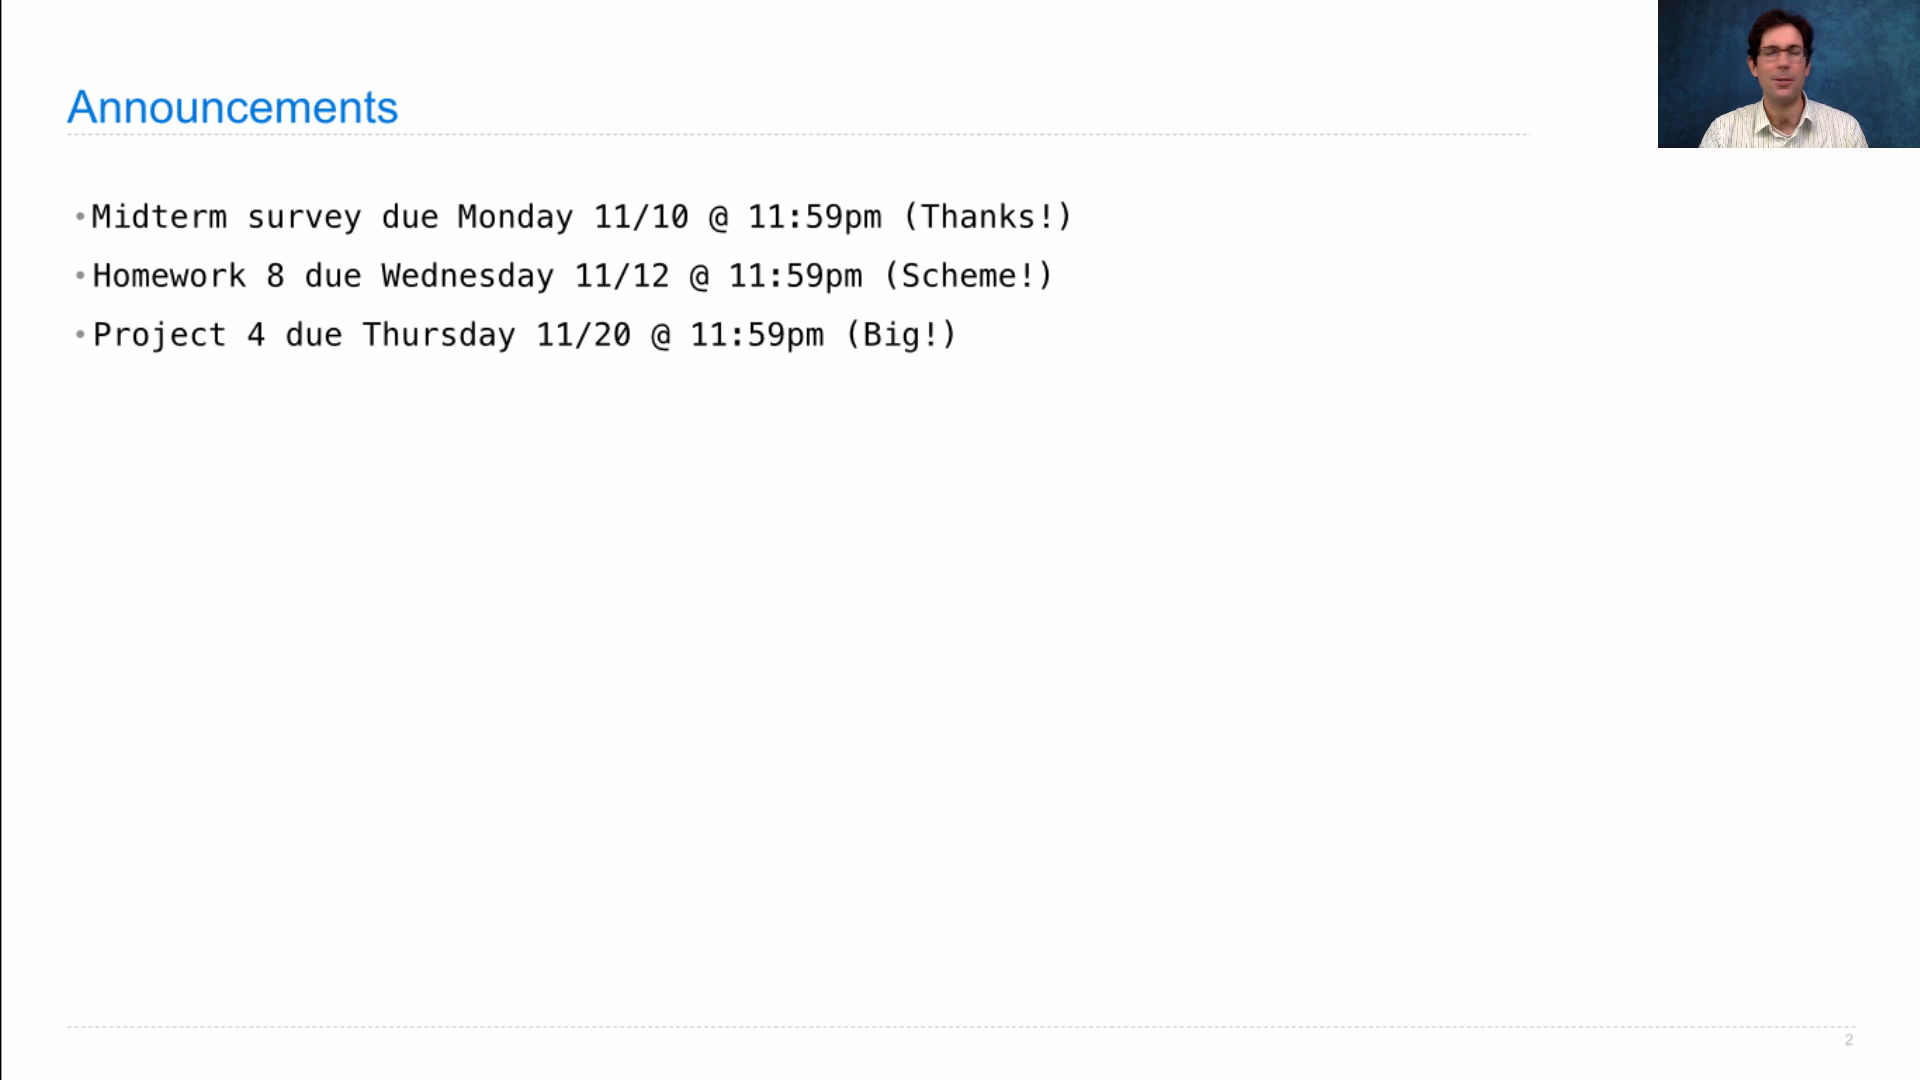 Announcements
•Midterm survey due Monday 11/10 @ 11:59pm (Thanks!)
•Homework 8 due Wednesday 11/12 @ 11:59pm (Scheme!)
•Project 4 due Thursday 11/20 @ 11:59pm (Big!)
2